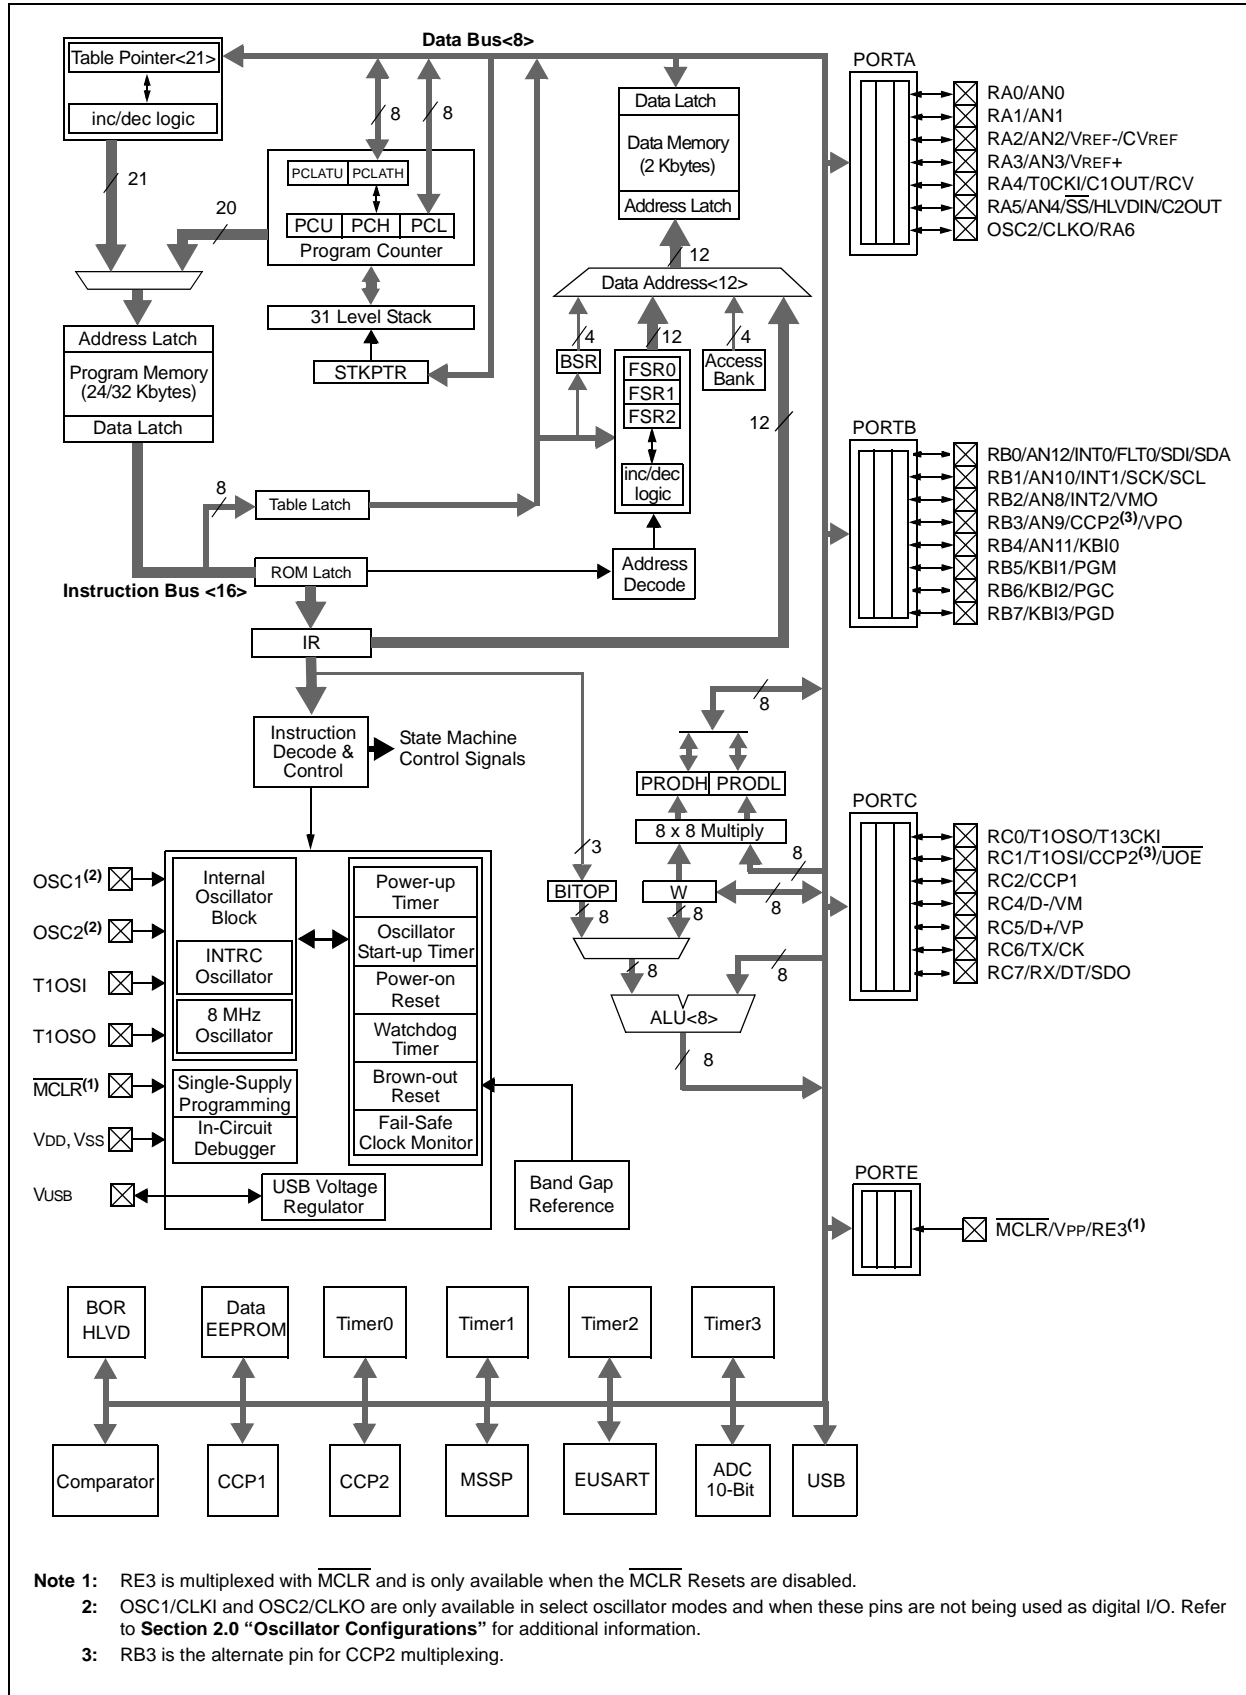 Data Bus<8>
Table Pointer<21>
inc/dec logic
21
20
8
8
PCLATU PCLATH
PCU PCH PCL
Program Counter
31 Level Stack
STKPTR
Address Latch
Program Memory
(24/32 Kbytes)
Data Latch
8
Table Latch
ROM Latch
Instruction Bus <16>
IR
Data Latch
Data Memory
(2 Kbytes)
Address Latch
12
Data Address<12>
4
12
4
BSR
FSR0
FSR1
FSR2
inc/dec
logic
Access
Bank
12
Address
Decode
Instruction
Decode &
Control
State Machine
Control Signals
8
PRODH PRODL
8 x 8 Multiply
3
BITOP
W
8
8
8
8
8
8
ALU<8>
8
OSC1(2)
OSC2(2)
T1OSI
T1OSO
M̅C̅L̅R̅(1)
VDD, VSS
VUSB
Internal
Oscillator
Block
INTRC
Oscillator
8 MHz
Oscillator
Single-Supply
Programming
In-Circuit
Debugger
USB Voltage
Regulator
Power-up
Timer
Oscillator
Start-up Timer
Power-on
Reset
Watchdog
Timer
Brown-out
Reset
Fail-Safe
Clock Monitor
Band Gap
Reference
PORTA
RA0/AN0
RA1/AN1
RA2/AN2/VREF-/CVREF
RA3/AN3/VREF+
RA4/T0CKI/C1OUT/RCV
RA5/AN4/S̅S̅/HLVDIN/C2OUT
OSC2/CLKO/RA6
PORTB
RB0/AN12/INT0/FLT0/SDI/SDA
RB1/AN10/INT1/SCK/SCL
RB2/AN8/INT2/VMO
RB3/AN9/CCP2(3)/VPO
RB4/AN11/KBI0
RB5/KBI1/PGM
RB6/KBI2/PGC
RB7/KBI3/PGD
PORTC
RC0/T1OSO/T13CKI
RC1/T1OSI/CCP2(3)/U̅O̅E̅
RC2/CCP1
RC4/D-/VM
RC5/D+/VP
RC6/TX/CK
RC7/RX/DT/SDO
PORTE
M̅C̅L̅R̅/VPP/RE3(1)
BOR
HLVD
Data
EEPROM
Timer0
Timer1
Timer2
Timer3
Comparator
CCP1
CCP2
MSSP
EUSART
ADC
10-Bit
USB
Note 1: RE3 is multiplexed with M̅C̅L̅R̅ and is only available when the M̅C̅L̅R̅ Resets are disabled.
2: OSC1/CLKI and OSC2/CLKO are only available in select oscillator modes and when these pins are not being used as digital I/O. Refer
to Section 2.0 “Oscillator Configurations” for additional information.
3: RB3 is the alternate pin for CCP2 multiplexing.